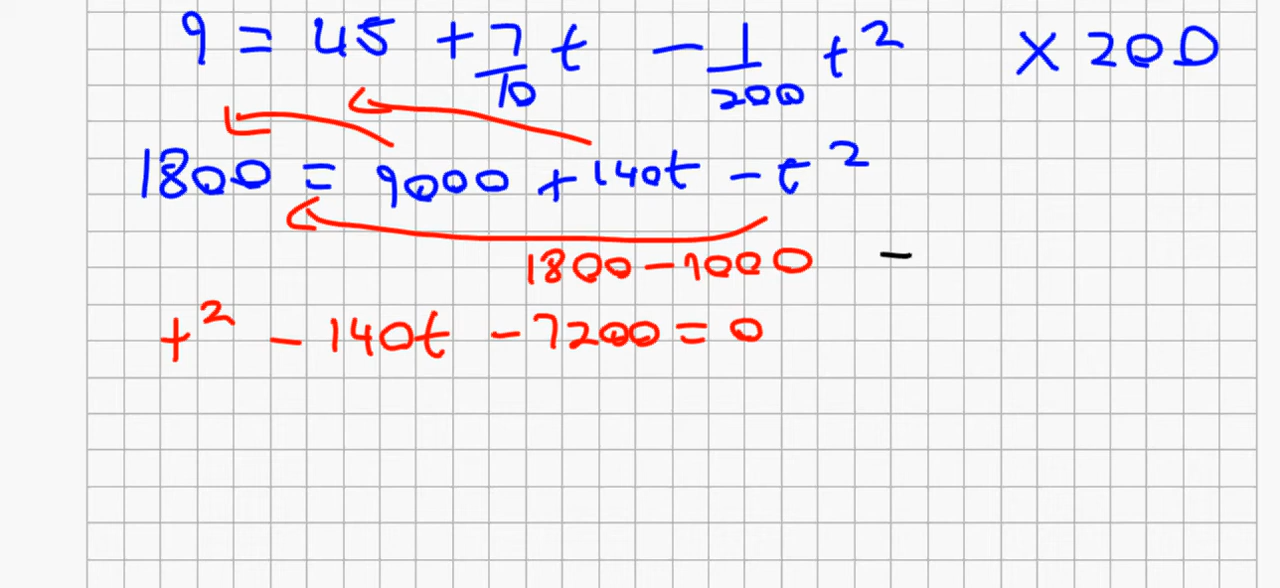 9 = 45 + 7/10 t - 1/200 t² × 200
1800 = 9000 + 140t - t²
1800 - 9000 -
t² - 140t - 7200 = 0